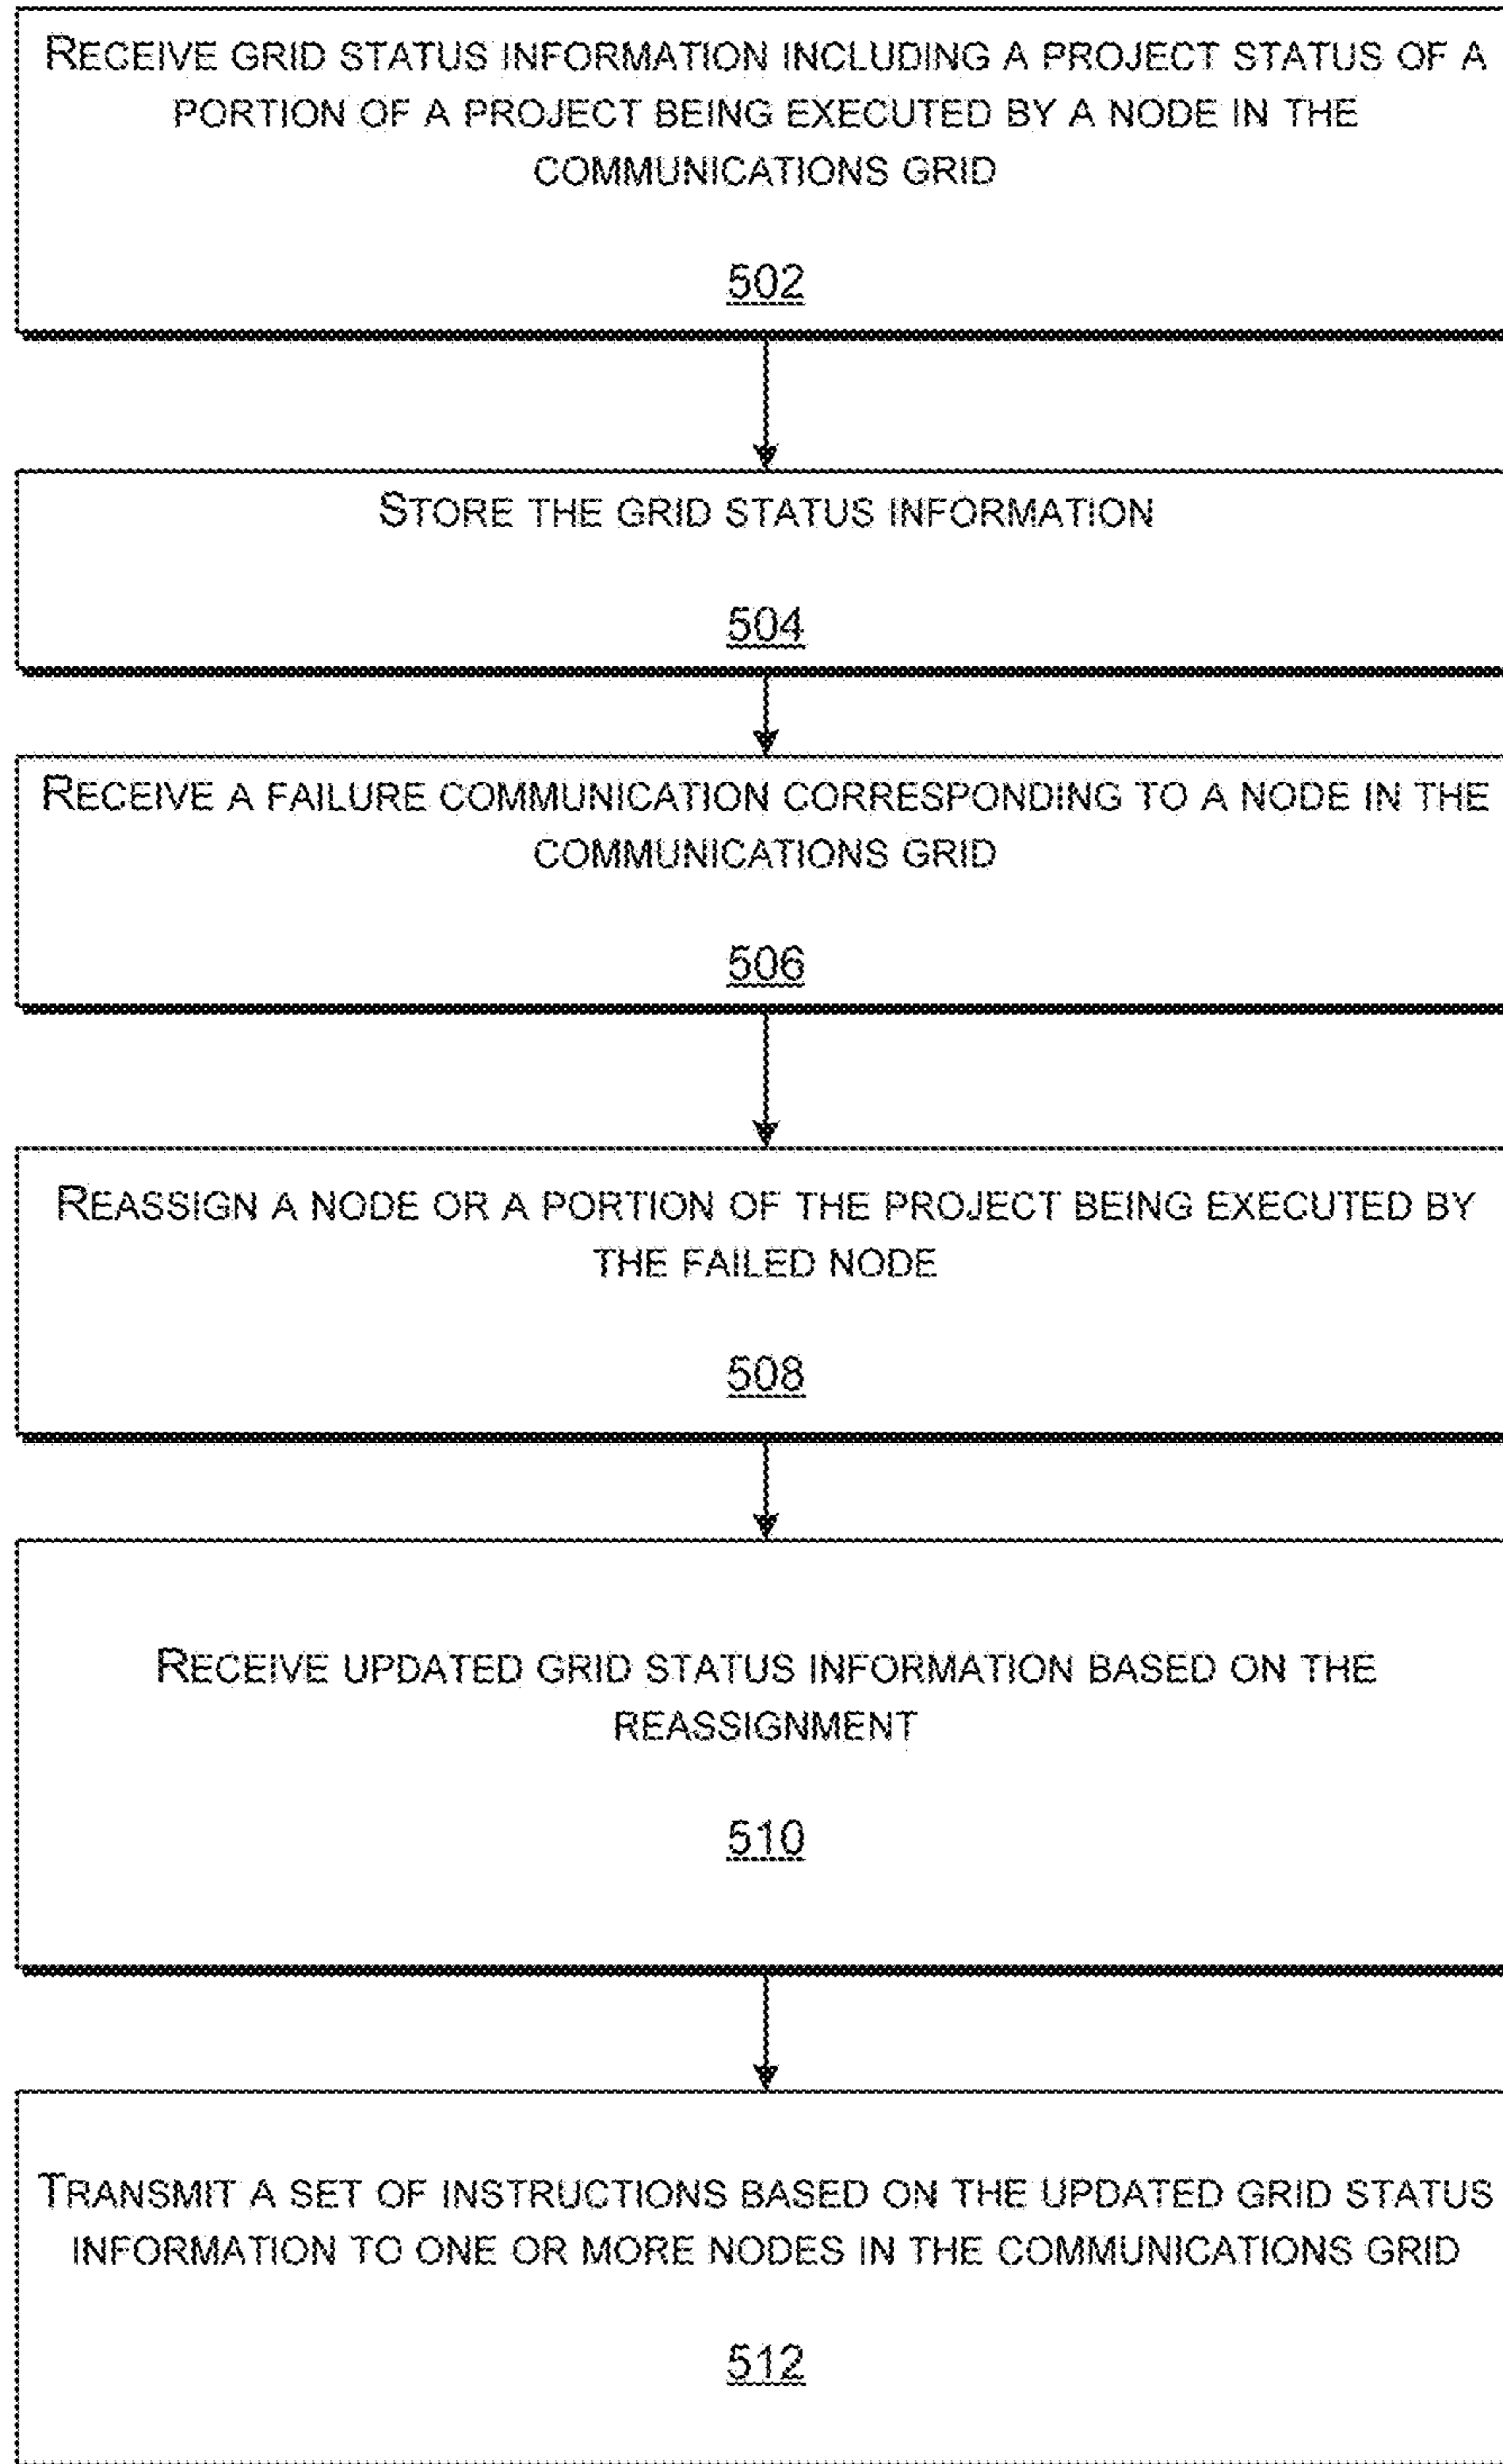 RECEIVE GRID STATUS INFORMATION INCLUDING A PROJECT STATUS OF A
PORTION OF A PROJECT BEING EXECUTED BY A NODE IN THE
COMMUNICATIONS GRID
502
STORE THE GRID STATUS INFORMATION
504
RECEIVE A FAILURE COMMUNICATION CORRESPONDING TO A NODE IN THE
COMMUNICATIONS GRID
506
REASSIGN A NODE OR A PORTION OF THE PROJECT BEING EXECUTED BY
THE FAILED NODE
508
RECEIVE UPDATED GRID STATUS INFORMATION BASED ON THE
REASSIGNMENT
510
TRANSMIT A SET OF INSTRUCTIONS BASED ON THE UPDATED GRID STATUS
INFORMATION TO ONE OR MORE NODES IN THE COMMUNICATIONS GRID
512